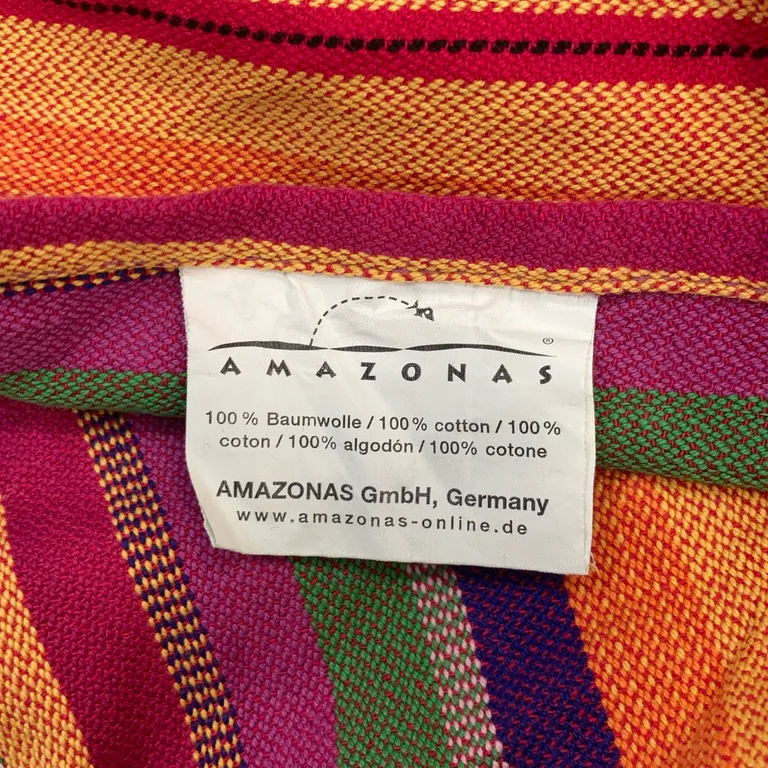 ®
AMAZONAS
100 % Baumwolle / 100 % cotton / 100 %
coton / 100% algodón / 100% cotone
AMAZONAS GmbH, Germany
www.amazonas-online.de